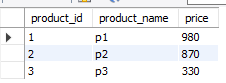 product_id product_name price
1 p1 980
2 p2 870
3 p3 330